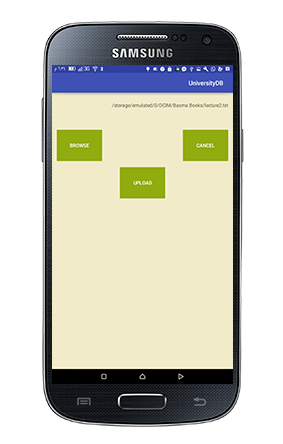 SAMSUNG
UniversityDB
/storage/emulated/0/DCIM/Basma Books/lecture2.txt
BROWSE
CANCEL
UPLOAD